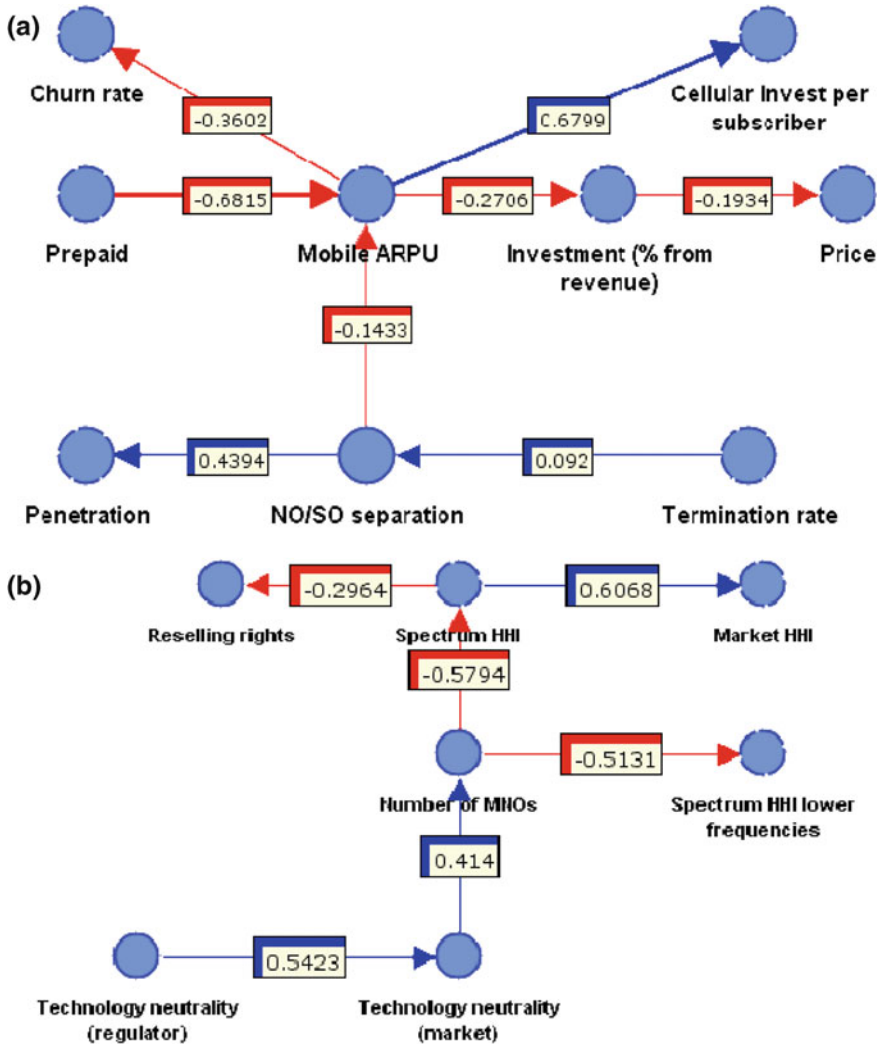 (a)
Churn rate
Cellular Invest per
subscriber
-0.3602
0.6799
-0.6815
-0.2706
-0.1934
Prepaid
Mobile ARPU
Investment (% from
revenue)
Price
-0.1433
0.4394
0.092
Penetration
NO/SO separation
Termination rate
(b)
-0.2964
0.6068
Reselling rights
Spectrum HHI
Market HHI
-0.5794
-0.5131
Number of MNOs
Spectrum HHI lower
frequencies
0.414
0.5423
Technology neutrality
(regulator)
Technology neutrality
(market)